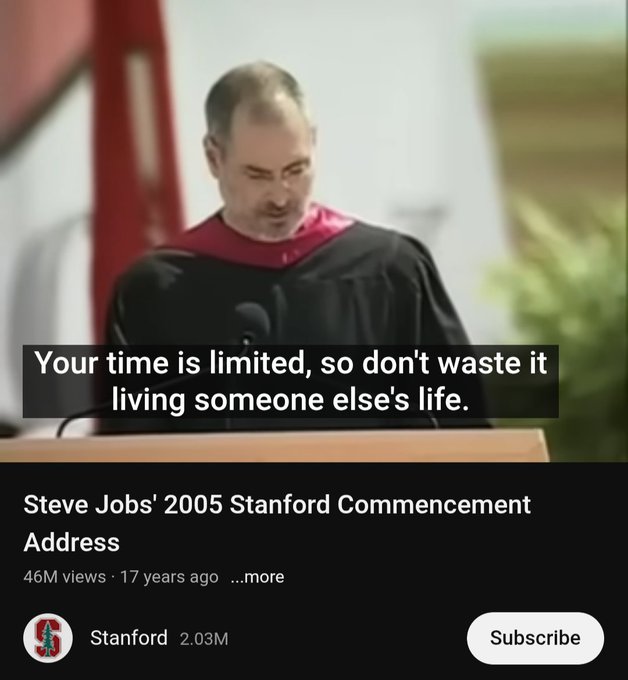 Your time is limited, so don't waste it
living someone else's life.
Steve Jobs' 2005 Stanford Commencement
Address
46M views · 17 years ago ...more
Stanford 2.03M
Subscribe